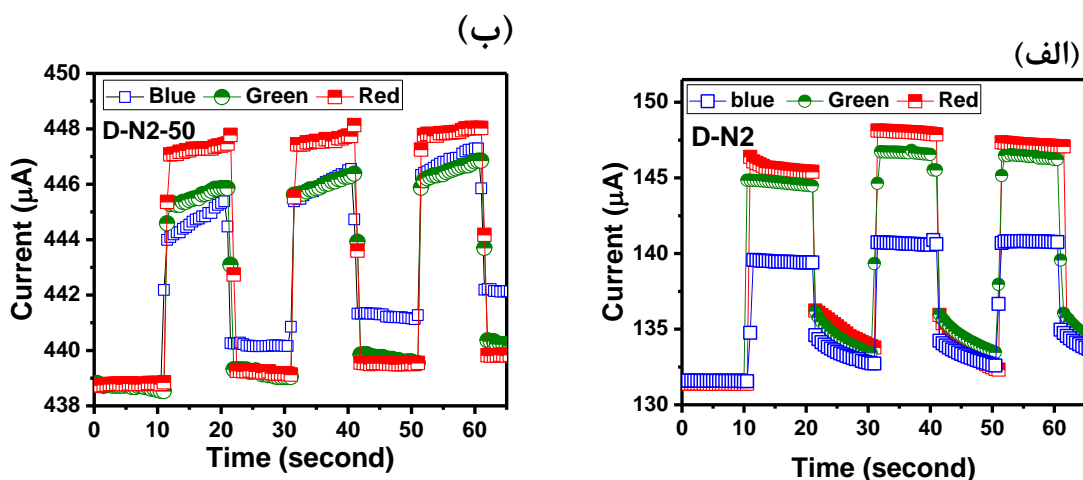 (ب)
Current (µA)
450
448
446
444
442
440
438
Blue Green Red
D-N2-50
0 10 20 30 40 50 60
Time (second)
(الف)
Current (µA)
150
145
140
135
130
blue Green Red
D-N2
0 10 20 30 40 50 60
Time (second)